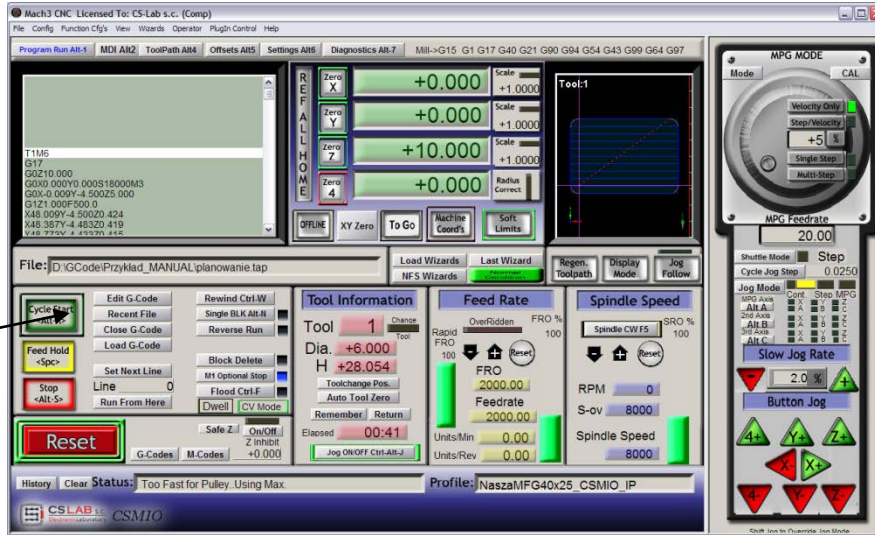 Mach3 CNC Licensed To: CS-Lab s.c. (Comp)
File Config Function Cfg's View Wizards Operator PlugIn Control Help
Program Run Alt-1 MDI Alt2 ToolPath Alt4 Offsets Alt5 Settings Alt6 Diagnostics Alt-7 Mill->G15 G1 G17 G40 G21 G90 G94 G54 G43 G99 G64 G97
T1M6
G17
G0Z10.000
G0X0.000Y0.000S18000M3
G0X-0.009Y-4.500Z5.000
G1Z1.000F500.0
X48.009Y-4.500Z0.424
X48.387Y-4.483Z0.419
X48.773Y-4.433Z0.415
REF ALL HOME
Zero X +0.000 Scale +1.0000
Zero Y +0.000 Scale +1.0000
Zero Z +10.000 Scale +1.0000
Zero 4 +0.000 Radius Correct
OFFLINE XY Zero To Go Machine Coord's Soft Limits
Tool:1
File: D:\GCode\Przykład_MANUAL\planowanie.tap
Load Wizards Last Wizard
NFS Wizards Normal Condition
Regen. Toolpath Display Mode Jog Follow
Cycle Start <Alt-R>
Feed Hold <Spc>
Stop <Alt-S>
Edit G-Code Rewind Ctrl-W
Recent File Single BLK Alt-N
Close G-Code Reverse Run
Load G-Code
Block Delete
Set Next Line M1 Optional Stop
Line 0 Flood Ctrl-F
Run From Here Dwell CV Mode
Reset
Safe Z On/Off
Z Inhibit
G-Codes M-Codes +0.000
Tool Information
Tool 1 Change Tool
Dia. +6.000
H +28.054
Toolchange Pos.
Auto Tool Zero
Remember Return
Elapsed 00:41
Jog ON/OFF Ctrl-Alt-J
Feed Rate
OverRidden FRO %
Rapid FRO 100
100
Reset
FRO
2000.00
Feedrate
2000.00
Units/Min 0.00
Units/Rev 0.00
Spindle Speed
Spindle CW F5 SRO %
100
Reset
RPM 0
S-ov 8000
Spindle Speed
8000
History Clear Status: Too Fast for Pulley..Using Max. Profile: NaszaMFG40x25_CSMIO_IP
CSLAB s.c.
CSMIO
MPG MODE
Mode CAL
Velocity Only
Step/Velocity
+5 %
Single Step
Multi-Step
MPG Feedrate
20.00
Shuttle Mode Step
Cycle Jog Step 0.0250
Jog Mode Cont. Step MPG
MPG Axis
Alt A X Y Z A B C
2nd Axis
Alt B X Y Z A B C
3rd Axis
Alt C X Y Z A B C
Slow Jog Rate
2.0 %
Button Jog
4+ Y+ Z+
X- X+
4- Y- Z-
Shift Jog to Override Jog Mode